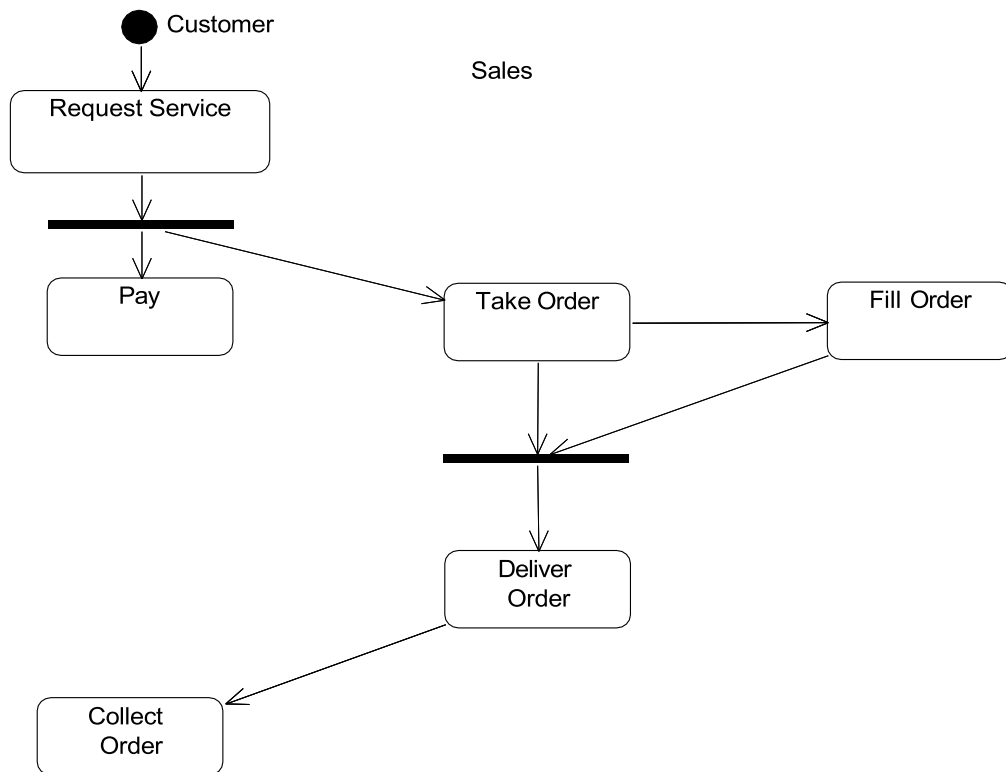 Customer
Sales
Request Service
Pay
Take Order
Fill Order
Deliver
Order
Collect
Order